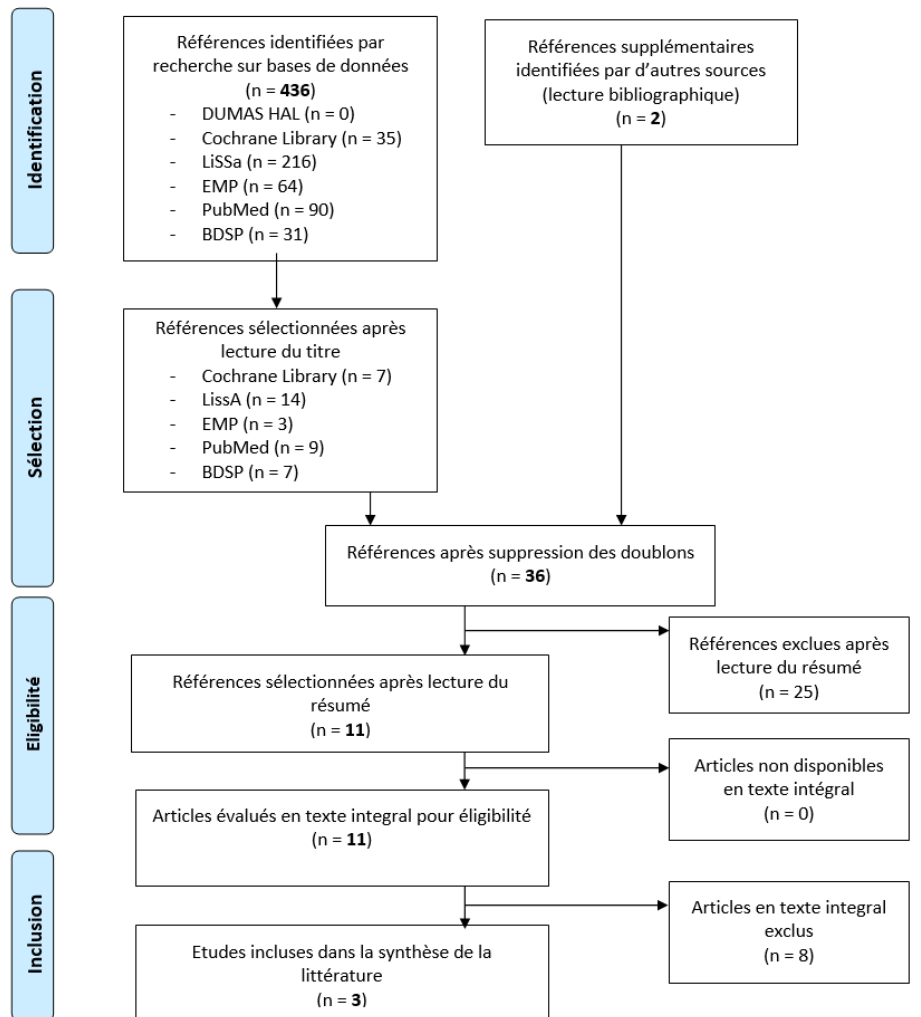 Identification
Références identifiées par
recherche sur bases de données
(n = 436)
- DUMAS HAL (n = 0)
- Cochrane Library (n = 35)
- LiSSa (n = 216)
- EMP (n = 64)
- PubMed (n = 90)
- BDSP (n = 31)
Références supplémentaires
identifiées par d'autres sources
(lecture bibliographique)
(n = 2)
Sélection
Références sélectionnées après
lecture du titre
- Cochrane Library (n = 7)
- LissA (n = 14)
- EMP (n = 3)
- PubMed (n = 9)
- BDSP (n = 7)
Références après suppression des doublons
(n = 36)
Eligibilité
Références sélectionnées après lecture du
résumé
(n = 11)
Références exclues après
lecture du résumé
(n = 25)
Articles non disponibles
en texte intégral
(n = 0)
Articles évalués en texte integral pour éligibilité
(n = 11)
Inclusion
Articles en texte integral
exclus
(n = 8)
Etudes incluses dans la synthèse de la
littérature
(n = 3)